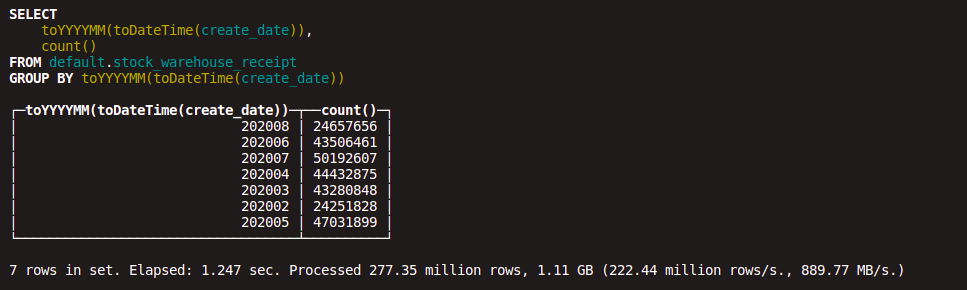 SELECT
    toYYYYMM(toDateTime(create_date)),
    count()
FROM default.stock_warehouse_receipt
GROUP BY toYYYYMM(toDateTime(create_date))
┌─toYYYYMM(toDateTime(create_date))─┬──count()─┐
│                            202008 │ 24657656 │
│                            202006 │ 43506461 │
│                            202007 │ 50192607 │
│                            202004 │ 44432875 │
│                            202003 │ 43280848 │
│                            202002 │ 24251828 │
│                            202005 │ 47031899 │
└───────────────────────────────────┴──────────┘
7 rows in set. Elapsed: 1.247 sec. Processed 277.35 million rows, 1.11 GB (222.44 million rows/s., 889.77 MB/s.)